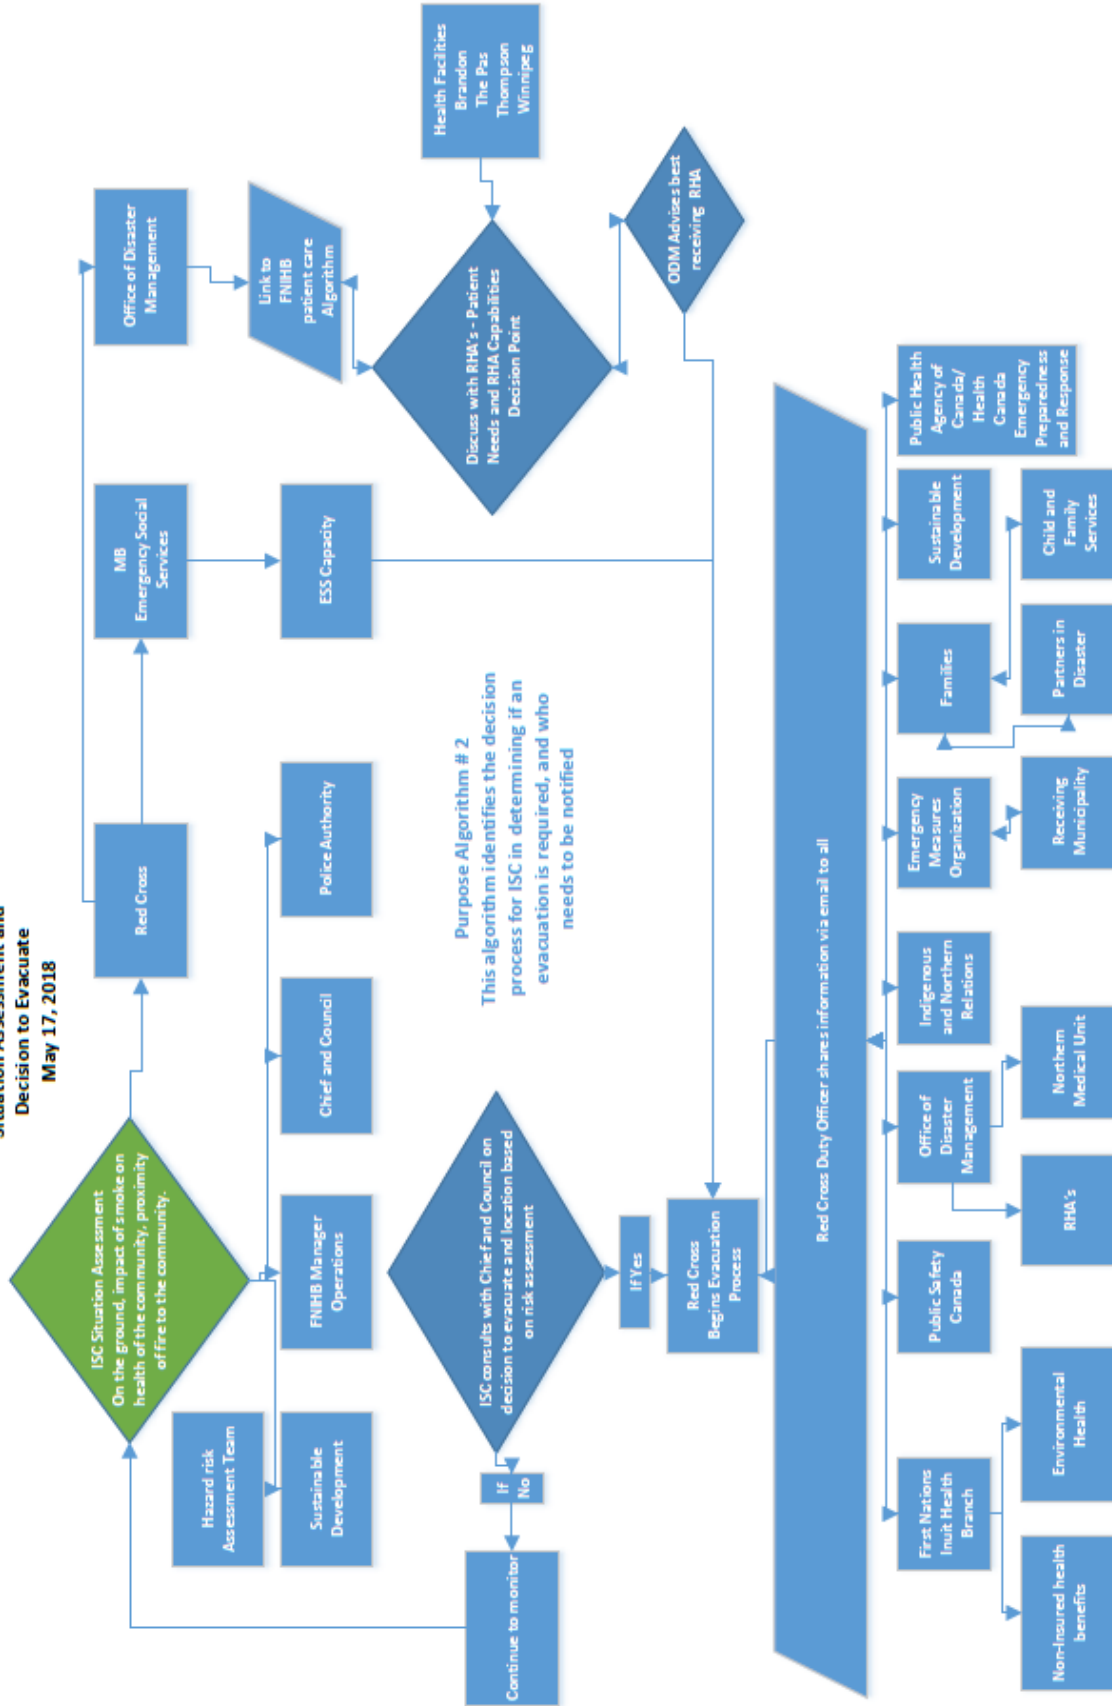 Situation Assessment and
Decision to Evacuate
May 17, 2018
ISC Situation Assessment
On the ground, impact of smoke on
health of the community, proximity
of fire to the community.
Red Cross
MB
Emergency Social
Services
Office of Disaster
Management
Hazard risk
Assessment Team
Sustainable
Development
FNIHB Manager
Operations
Chief and Council
Police Authority
ESS Capacity
Link to
FNIHB
patient care
Algorithm
Health Facilities
Brandon
The Pas
Thompson
Winnipeg
Discuss with RHA's - Patient
Needs and RHA Capabilities
Decision Point
ODM Advises best
receiving RHA
Purpose Algorithm # 2
This algorithm identifies the decision
process for ISC in determining if an
evacuation is required, and who
needs to be notified
Continue to monitor
If
No
ISC consults with Chief and Council on
decision to evacuate and location based
on risk assessment
If Yes
Red Cross
Begins Evacuation
Process
Red Cross Duty Officer shares information via email to all
First Nations
Inuit Health
Branch
Public Safety
Canada
Office of
Disaster
Management
Indigenous
and Northern
Relations
Emergency
Measures
Organization
Families
Sustainable
Development
Public Health
Agency of
Canada/
Health
Canada
Emergency
Preparedness
and Response
Non-Insured health
benefits
Environmental
Health
RHA's
Northern
Medical Unit
Receiving
Municipality
Partners in
Disaster
Child and
Family
Services